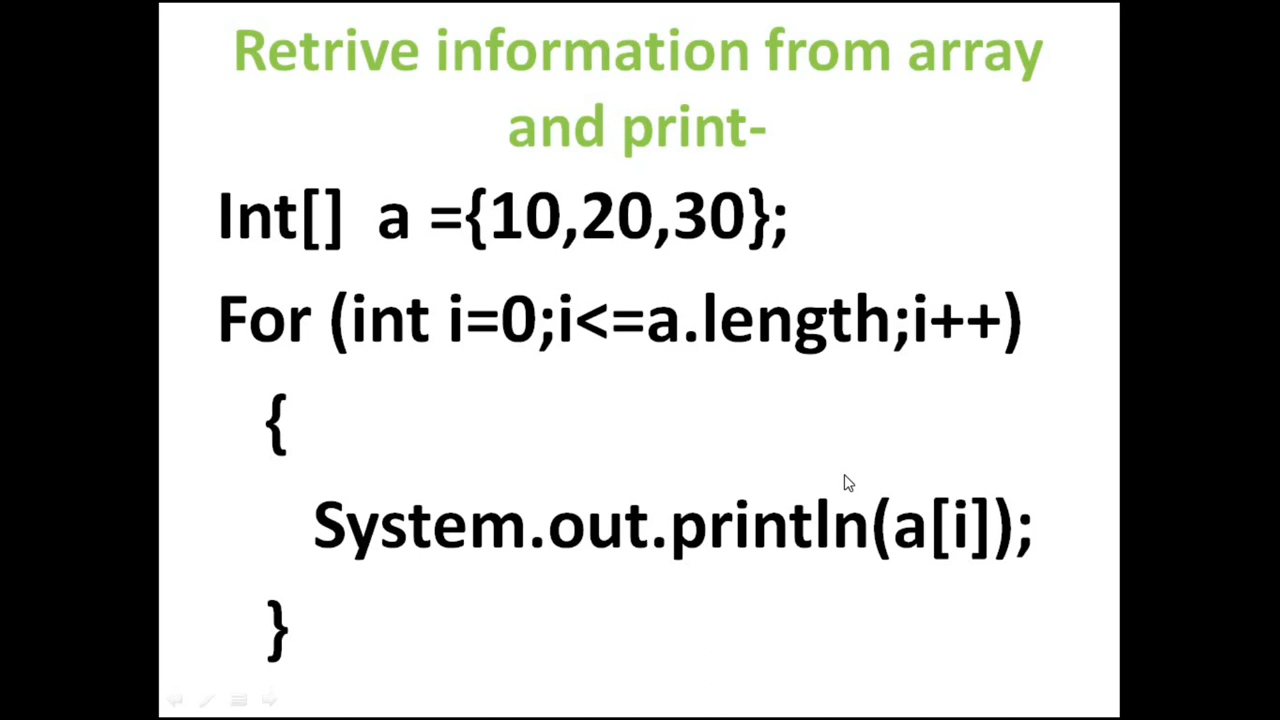 Retrive information from array
and print-
Int[] a ={10,20,30};
For (int i=0;i<=a.length;i++)
{
System.out.println(a[i]);
}